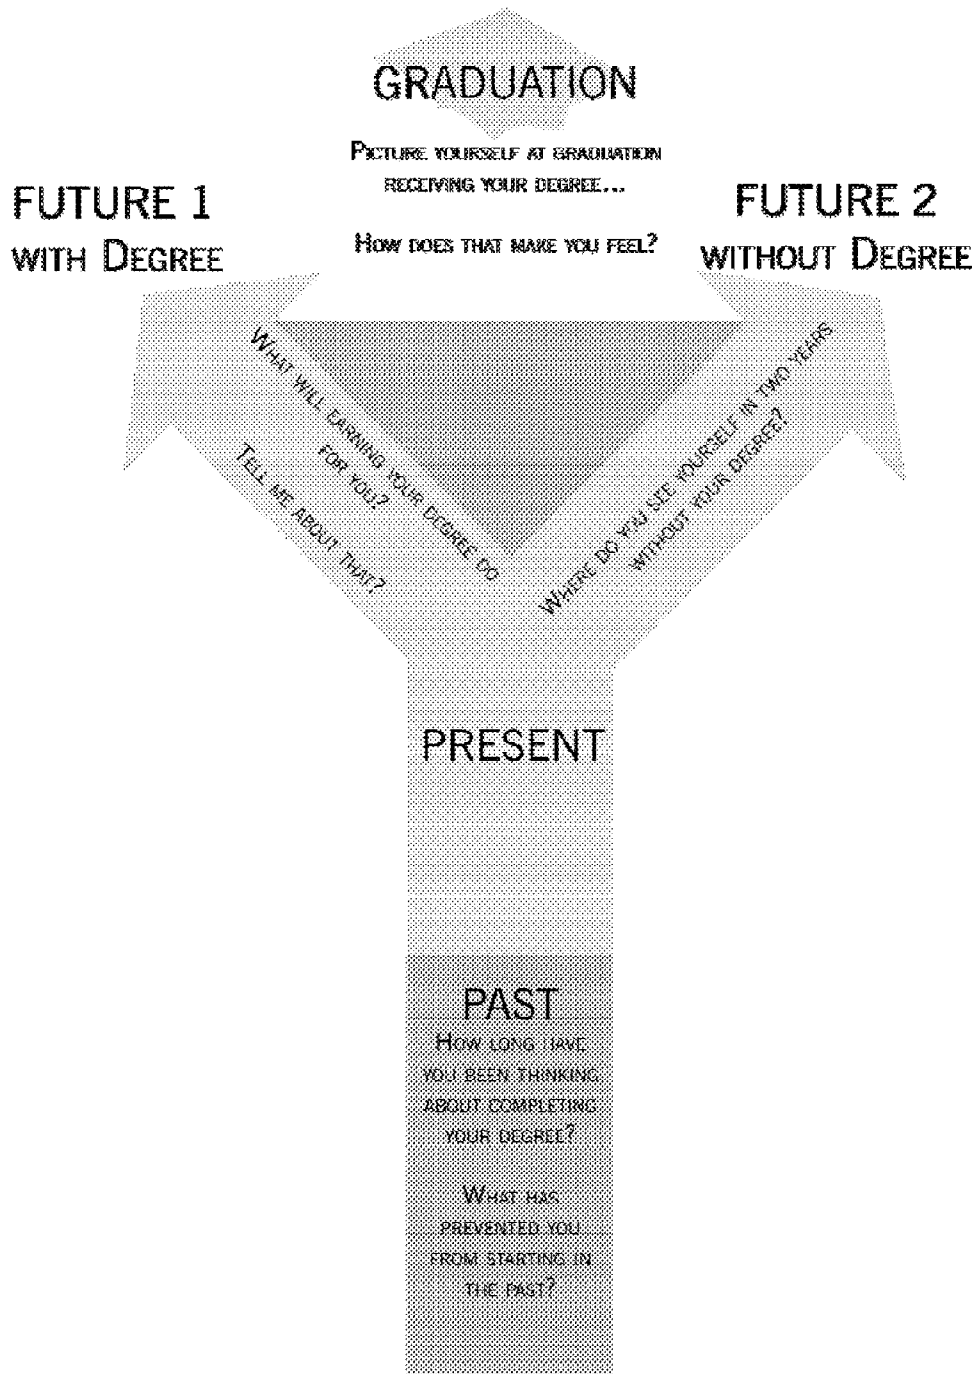 GRADUATION
PICTURE YOURSELF AT GRADUATION
RECEIVING YOUR DEGREE...
HOW DOES THAT MAKE YOU FEEL?
FUTURE 1
WITH DEGREE
FUTURE 2
WITHOUT DEGREE
WHAT WILL EARNING YOUR DEGREE DO
FOR YOU?
TELL ME ABOUT THAT?
WHERE DO YOU SEE YOURSELF IN TWO YEARS
WITHOUT YOUR DEGREE?
PRESENT
PAST
HOW LONG HAVE
YOU BEEN THINKING
ABOUT COMPLETING
YOUR DEGREE?
WHAT HAS
PREVENTED YOU
FROM STARTING IN
THE PAST?